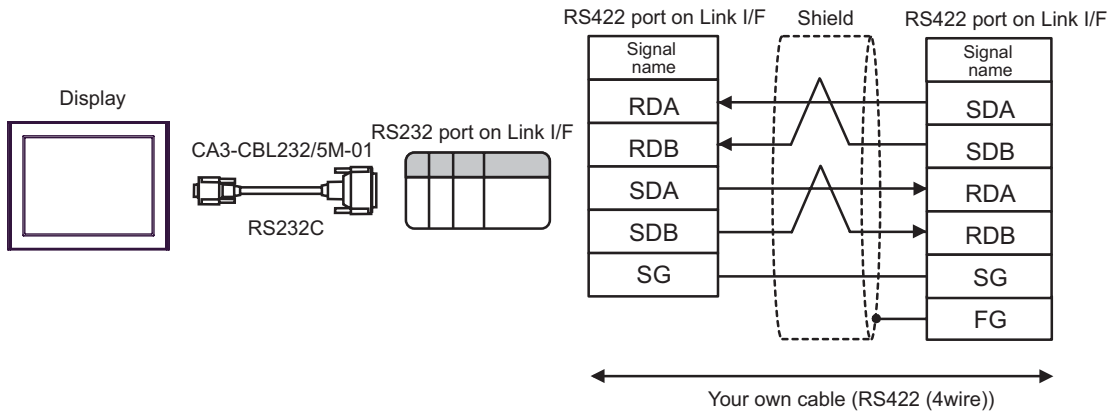 Display
CA3-CBL232/5M-01
RS232C
RS232 port on Link I/F
RS422 port on Link I/F
Signal
name
RDA
RDB
SDA
SDB
SG
Shield
RS422 port on Link I/F
Signal
name
SDA
SDB
RDA
RDB
SG
FG
Your own cable (RS422 (4wire))